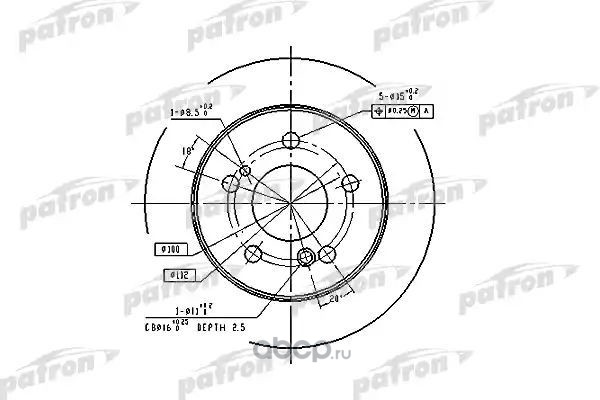 patron patron patron
5-Ø15 +0.2 0
1-Ø8.5 +0.2 0
Ø0.25 M A
patron patron patron
18°
patron patron patron
Ø100
Ø112
20°
1-Ø11 +0.2 0
CBØ16 +0.25 0 DEPTH 2.5
patron patron patron
abcp.ru
patron patron patron